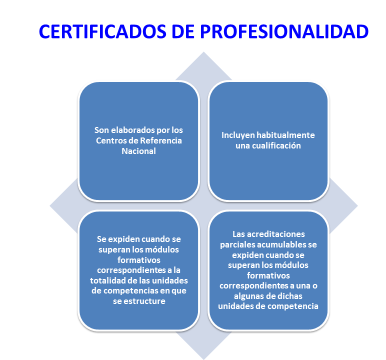 CERTIFICADOS DE PROFESIONALIDAD
Son elaborados por los
Centros de Referencia
Nacional
Incluyen habitualmente
una cualificación
Se expiden cuando se
superan los módulos
formativos
correspondientes a la
totalidad de las unidades
de competencias en que
se estructure
Las acreditaciones
parciales acumulables se
expiden cuando se
superan los módulos
formativos
correspondientes a una o
algunas de dichas
unidades de competencia